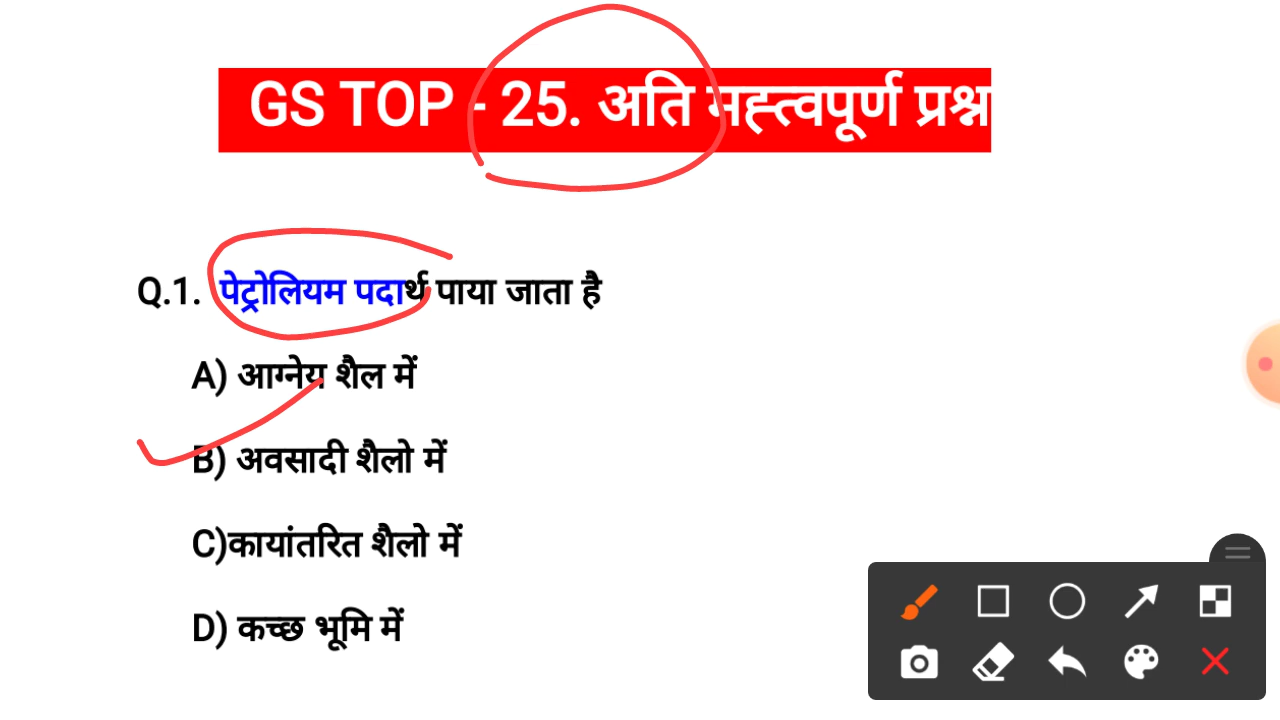 GS TOP - 25. अति महत्वपूर्ण प्रश्न
Q.1. पेट्रोलियम पदार्थ पाया जाता है
A) आग्नेय शैल में
B) अवसादी शैलो में
C)कायांतरित शैलो में
D) कच्छ भूमि में